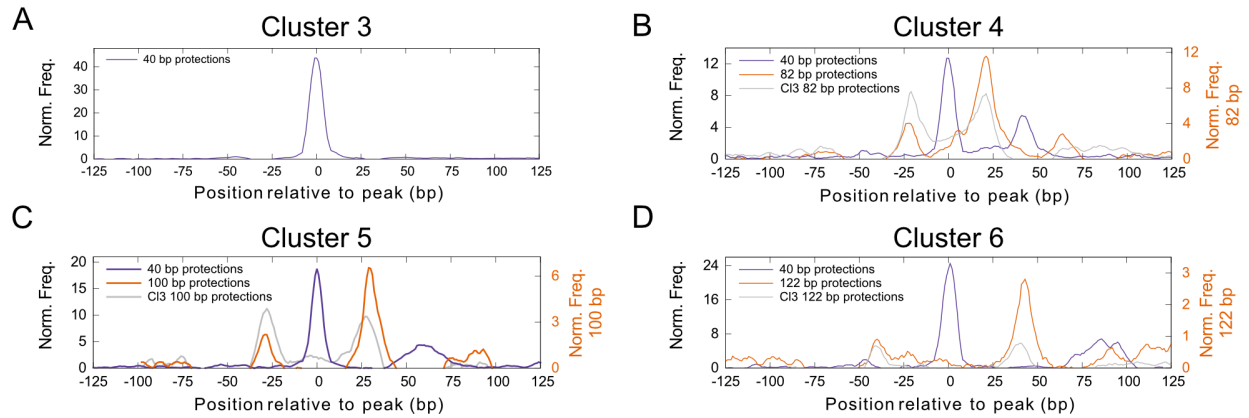 A
Cluster 3
Norm. Freq.
40
30
20
10
0
40 bp protections
-125 -100 -75 -50 -25 0 25 50 75 100 125
Position relative to peak (bp)
B
Cluster 4
Norm. Freq.
12
8
4
0
40 bp protections
82 bp protections
Cl3 82 bp protections
12
8
4
0
Norm. Freq.
82 bp
-125 -100 -75 -50 -25 0 25 50 75 100 125
Position relative to peak (bp)
C
Cluster 5
Norm. Freq.
20
15
10
5
0
40 bp protections
100 bp protections
Cl3 100 bp protections
6
3
0
Norm. Freq.
100 bp
-125 -100 -75 -50 -25 0 25 50 75 100 125
Position relative to peak (bp)
D
Cluster 6
Norm. Freq.
24
16
8
0
40 bp protections
122 bp protections
Cl3 122 bp protections
3
2
1
0
Norm. Freq.
122 bp
-125 -100 -75 -50 -25 0 25 50 75 100 125
Position relative to peak (bp)